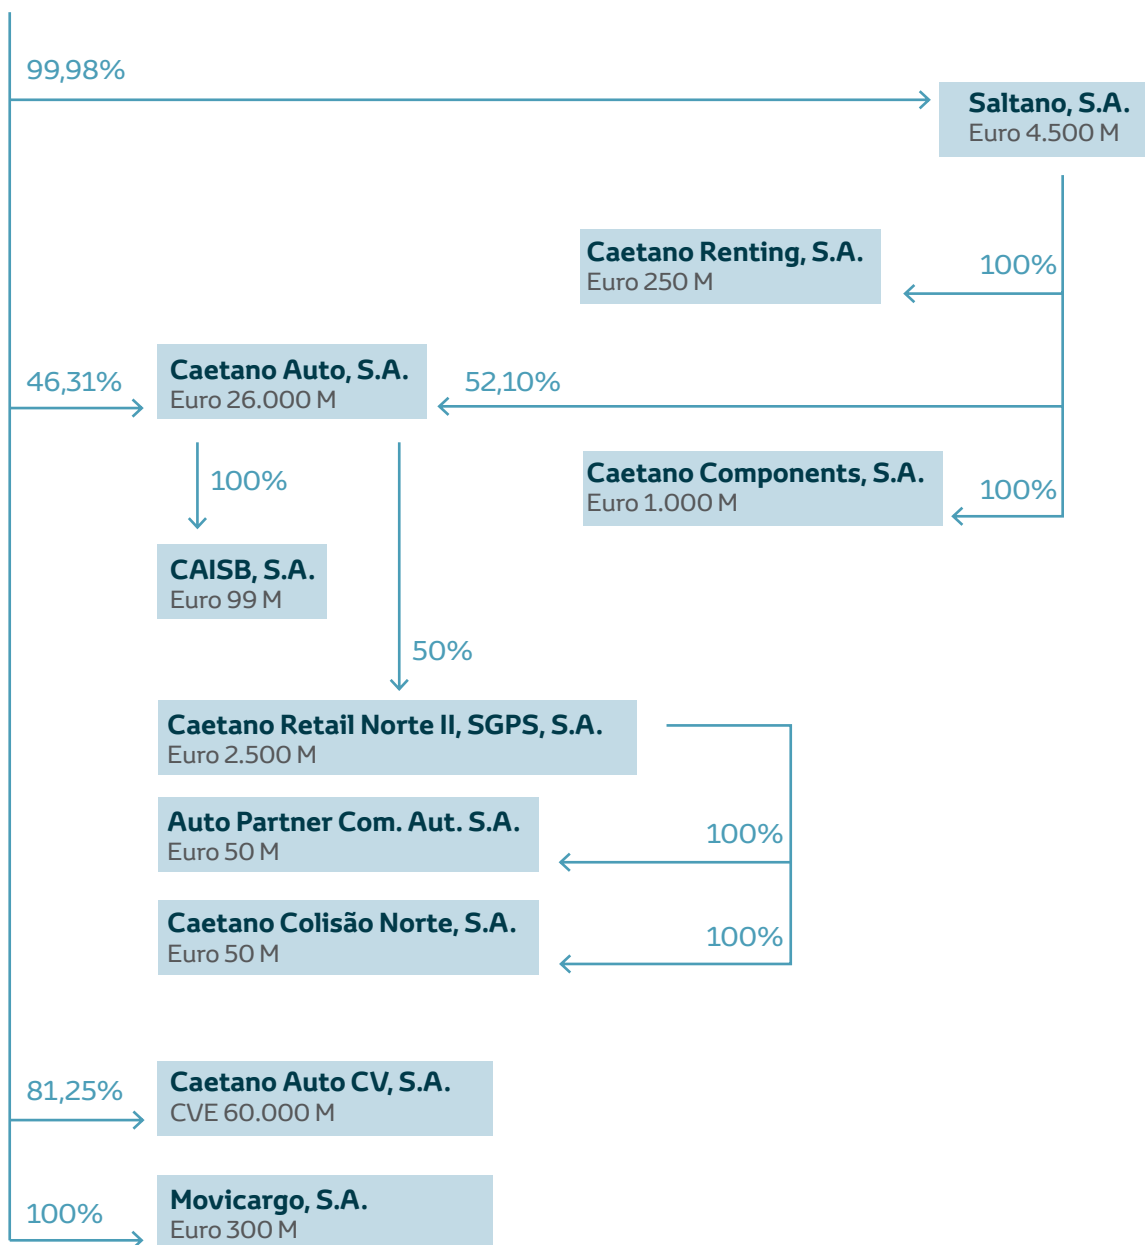 99,98%
Saltano, S.A.
Euro 4.500 M
Caetano Renting, S.A.
Euro 250 M
100%
46,31%
Caetano Auto, S.A.
Euro 26.000 M
52,10%
100%
Caetano Components, S.A.
Euro 1.000 M
100%
CAISB, S.A.
Euro 99 M
50%
Caetano Retail Norte II, SGPS, S.A.
Euro 2.500 M
Auto Partner Com. Aut. S.A.
Euro 50 M
100%
Caetano Colisão Norte, S.A.
Euro 50 M
100%
81,25%
Caetano Auto CV, S.A.
CVE 60.000 M
100%
Movicargo, S.A.
Euro 300 M